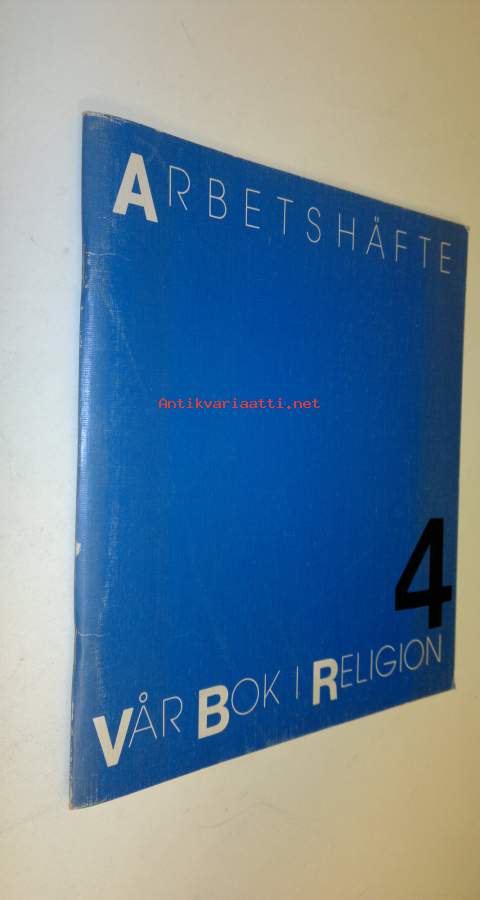 ARBETSHÄFTE
Antikvariaatti.net
4
VÅR BOK I RELIGION